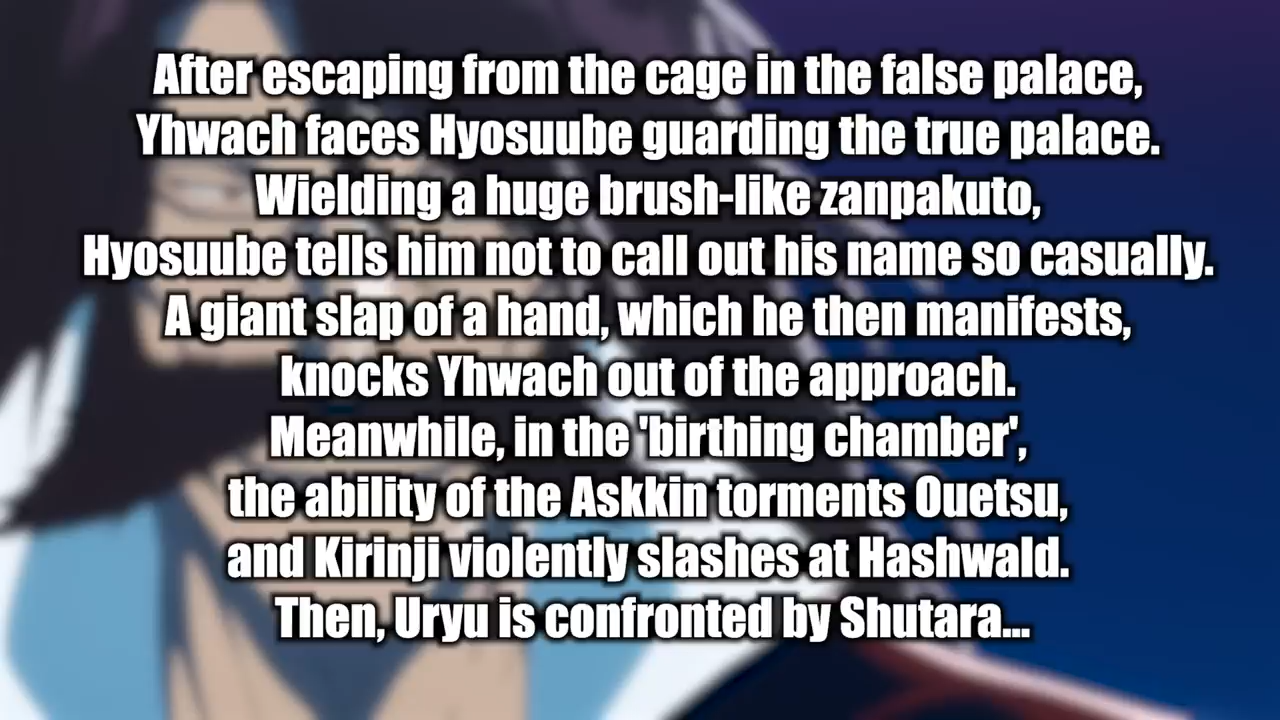 After escaping from the cage in the false palace,
Yhwach faces Hyosuube guarding the true palace.
Wielding a huge brush-like zanpakuto,
Hyosuube tells him not to call out his name so casually.
A giant slap of a hand, which he then manifests,
knocks Yhwach out of the approach.
Meanwhile, in the 'birthing chamber',
the ability of the Askkin torments Ouetsu,
and Kirinji violently slashes at Hashwald.
Then, Uryu is confronted by Shutara...